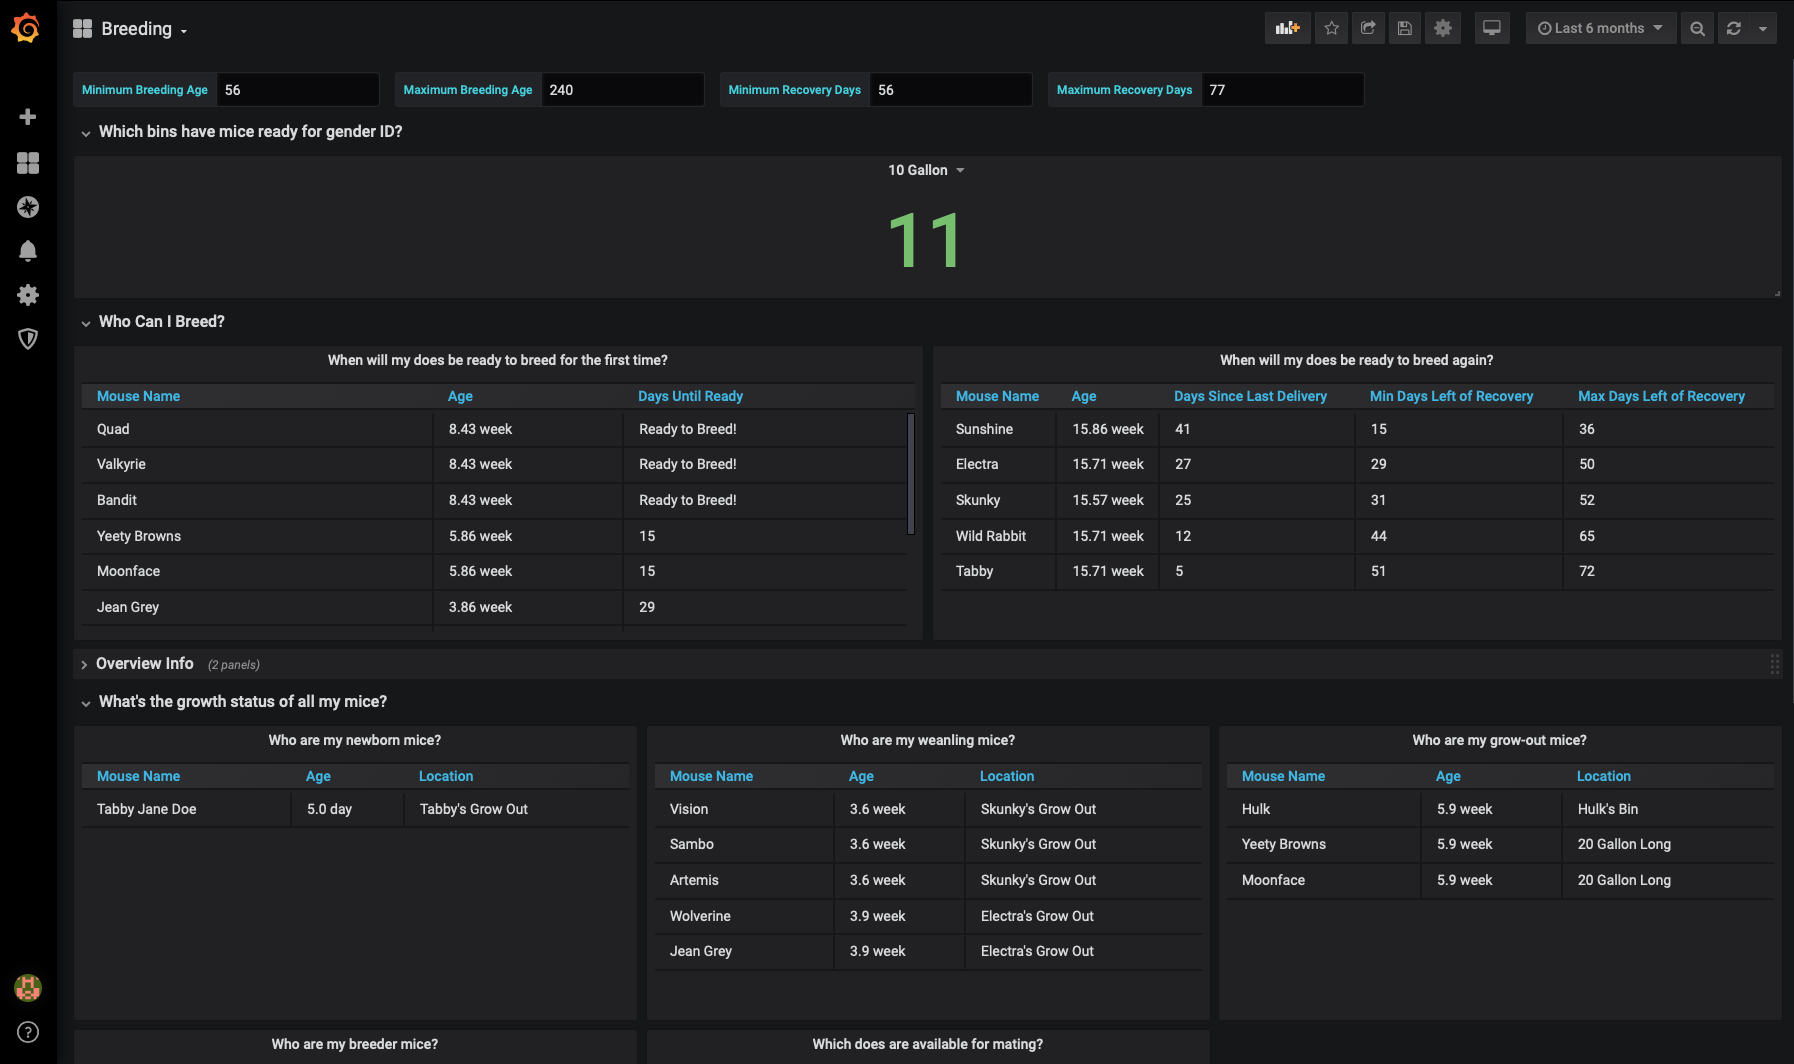 Breeding
Last 6 months
Minimum Breeding Age 56 Maximum Breeding Age 240 Minimum Recovery Days 56 Maximum Recovery Days 77
Which bins have mice ready for gender ID?
10 Gallon
11
Who Can I Breed?
When will my does be ready to breed for the first time?
Mouse Name Age Days Until Ready
Quad 8.43 week Ready to Breed!
Valkyrie 8.43 week Ready to Breed!
Bandit 8.43 week Ready to Breed!
Yeety Browns 5.86 week 15
Moonface 5.86 week 15
Jean Grey 3.86 week 29
When will my does be ready to breed again?
Mouse Name Age Days Since Last Delivery Min Days Left of Recovery Max Days Left of Recovery
Sunshine 15.86 week 41 15 36
Electra 15.71 week 27 29 50
Skunky 15.57 week 25 31 52
Wild Rabbit 15.71 week 12 44 65
Tabby 15.71 week 5 51 72
Overview Info (2 panels)
What's the growth status of all my mice?
Who are my newborn mice?
Mouse Name Age Location
Tabby Jane Doe 5.0 day Tabby's Grow Out
Who are my weanling mice?
Mouse Name Age Location
Vision 3.6 week Skunky's Grow Out
Sambo 3.6 week Skunky's Grow Out
Artemis 3.6 week Skunky's Grow Out
Wolverine 3.9 week Electra's Grow Out
Jean Grey 3.9 week Electra's Grow Out
Who are my grow-out mice?
Mouse Name Age Location
Hulk 5.9 week Hulk's Bin
Yeety Browns 5.9 week 20 Gallon Long
Moonface 5.9 week 20 Gallon Long
Who are my breeder mice?
Which does are available for mating?